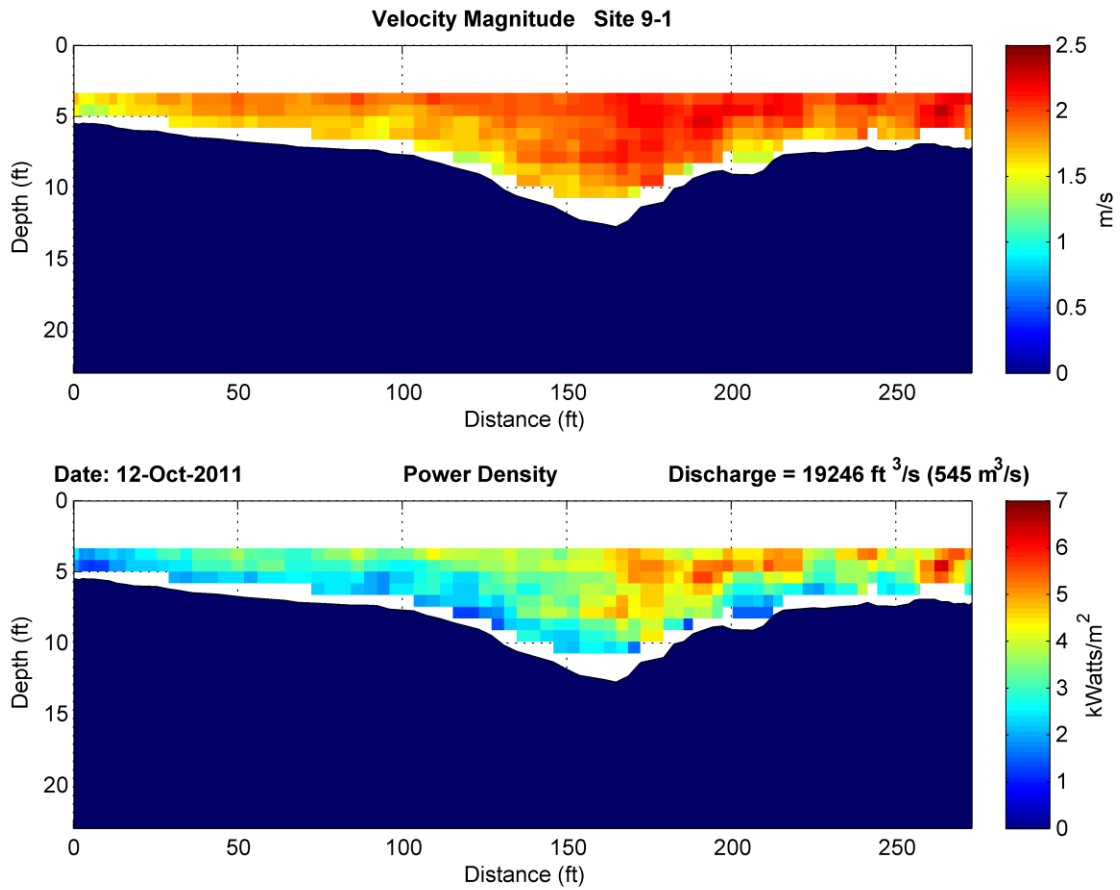 Velocity Magnitude   Site 9-1
0
5
10
15
20
Depth (ft)
0 50 100 150 200 250
Distance (ft)
2.5
2
1.5
1
0.5
0
m/s
Date: 12-Oct-2011 Power Density Discharge = 19246 ft ³/s (545 m³/s)
0
5
10
15
20
Depth (ft)
0 50 100 150 200 250
Distance (ft)
7
6
5
4
3
2
1
0
kWatts/m²